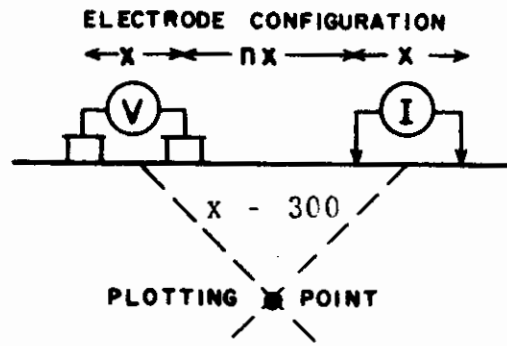 ELECTRODE CONFIGURATION
x nx x
V I
x - 300
PLOTTING POINT